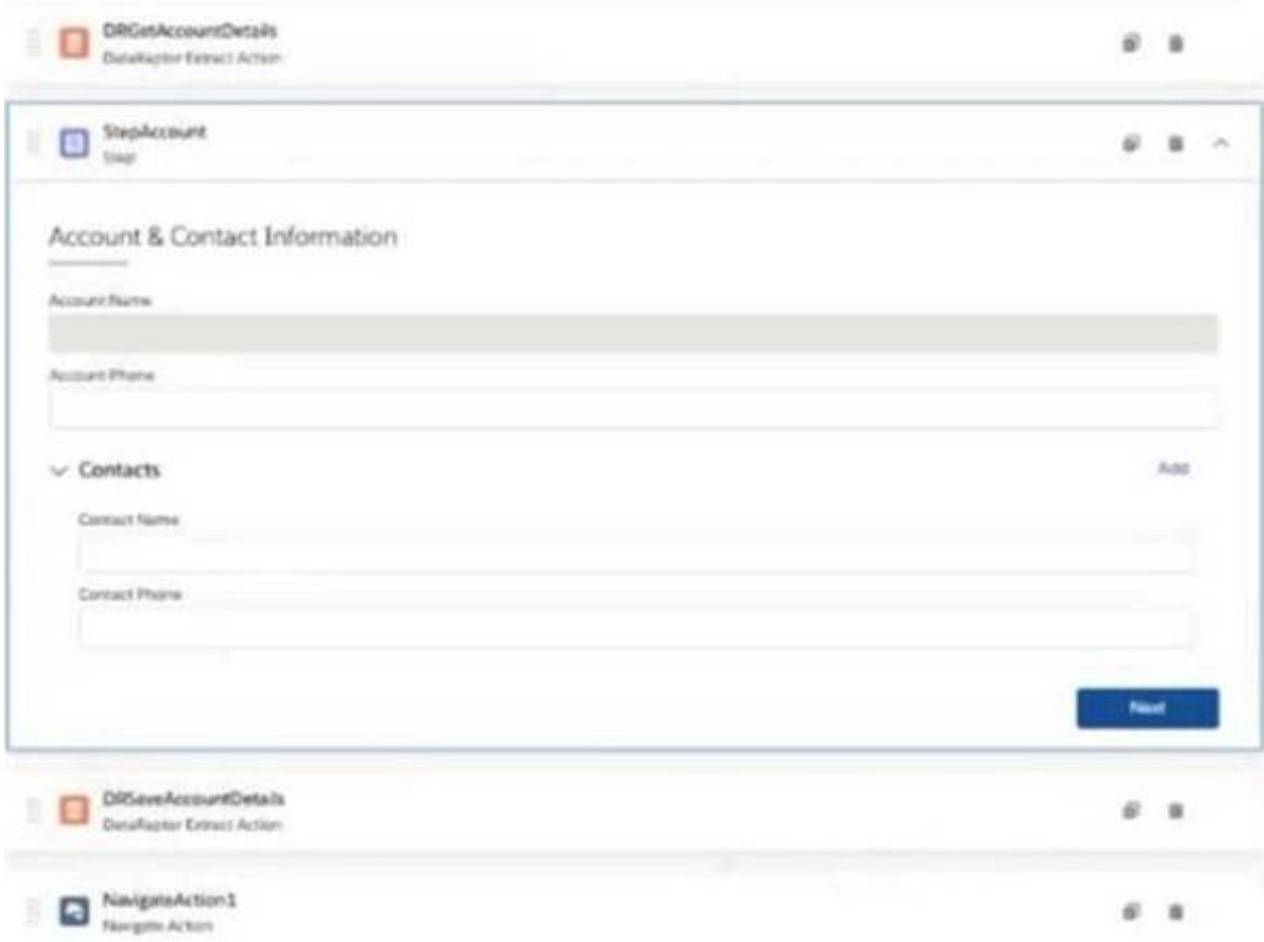 DRGetAccountDetails
DataRaptor Extract Action
StepAccount
Step
Account & Contact Information
Account Name
Account Phone
Contacts
Add
Contact Name
Contact Phone
Next
DRSaveAccountDetails
DataRaptor Extract Action
NavigateAction1
Navigate Action